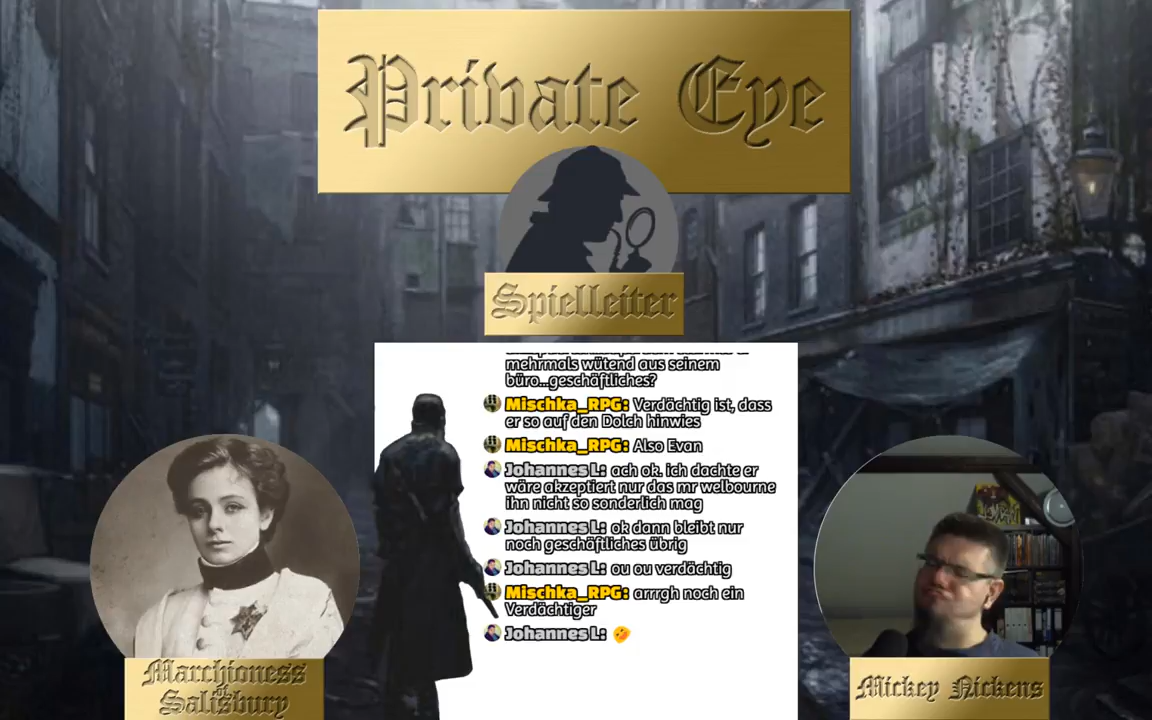 Private Eye
Spielleiter
mehrmals wütend aus seinem
büro...geschäftliches?
Mischka_RPG: Verdächtig ist, dass
er so auf den Dolch hinwies
Mischka_RPG: Also Evan
Johannes L: ach ok. ich dachte er
wäre akzeptiert nur das mr welbourne
ihn nicht so sonderlich mag
Johannes L: ok dann bleibt nur
noch geschäftliches übrig
Johannes L: ou ou verdächtig
Mischka_RPG: arrrgh noch ein
Verdächtiger
Johannes L: 🤣
Marchioness
of
Salisbury
Mickey Nickens